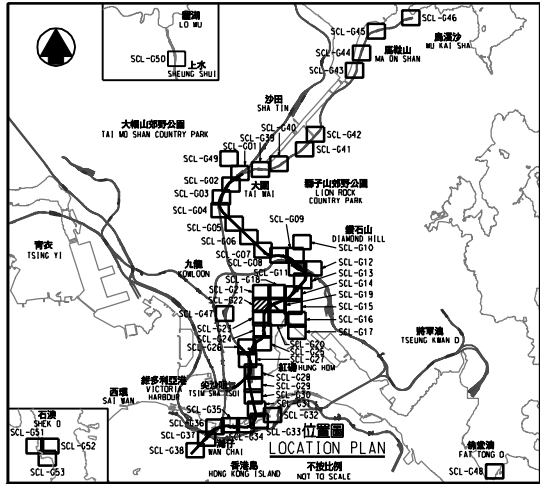 羅湖
LO WU
SCL-G50
上水
SHEUNG SHUI
SCL-G46
SCL-G45
烏溪沙
WU KAI SHA
SCL-G44
馬鞍山
MA ON SHAN
SCL-G43
沙田
SHA TIN
大帽山郊野公園
TAI MO SHAN COUNTRY PARK
SCL-G40
SCL-G39
SCL-G42
SCL-G41
SCL-G01
SCL-G49
SCL-G02
大圍
TAI WAI
獅子山郊野公園
LION ROCK
COUNTRY PARK
SCL-G03
SCL-G04
SCL-G05
SCL-G06
SCL-G07
SCL-G08
SCL-G09
鑽石山
DIAMOND HILL
SCL-G10
SCL-G11
SCL-G12
SCL-G13
SCL-G14
SCL-G18
SCL-G19
SCL-G15
SCL-G16
SCL-G17
青衣
TSING YI
九龍
KOWLOON
SCL-G21
SCL-G22
SCL-G47
SCL-G23
SCL-G24
SCL-G26
SCL-G20
SCL-G27
將軍澳
TSEUNG KWAN O
紅磡
HUNG HOM
SCL-G28
SCL-G29
SCL-G30
SCL-G31
SCL-G32
SCL-G33
SCL-G34
SCL-G35
SCL-G36
SCL-G37
SCL-G38
西環
SAI WAN
維多利亞港
VICTORIA
HARBOUR
尖沙咀
TSIM SHA TSUI
灣仔
WAN CHAI
香港島
HONG KONG ISLAND
石澳
SHEK O
SCL-G51
SCL-G52
SCL-G53
佛堂澳
FAT TONG O
SCL-G48
位置圖
LOCATION PLAN
不按比例
NOT TO SCALE